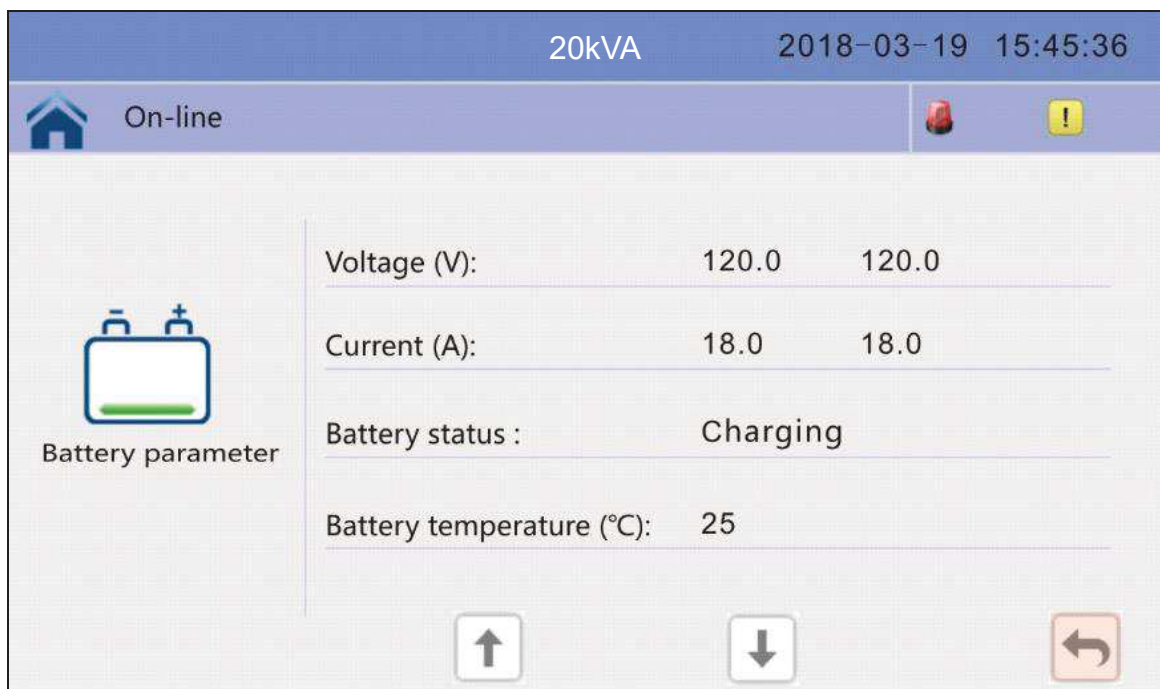 20kVA 2018-03-19 15:45:36
On-line
!
Voltage (V): 120.0 120.0
Current (A): 18.0 18.0
Battery status : Charging
Battery parameter
Battery temperature (℃): 25